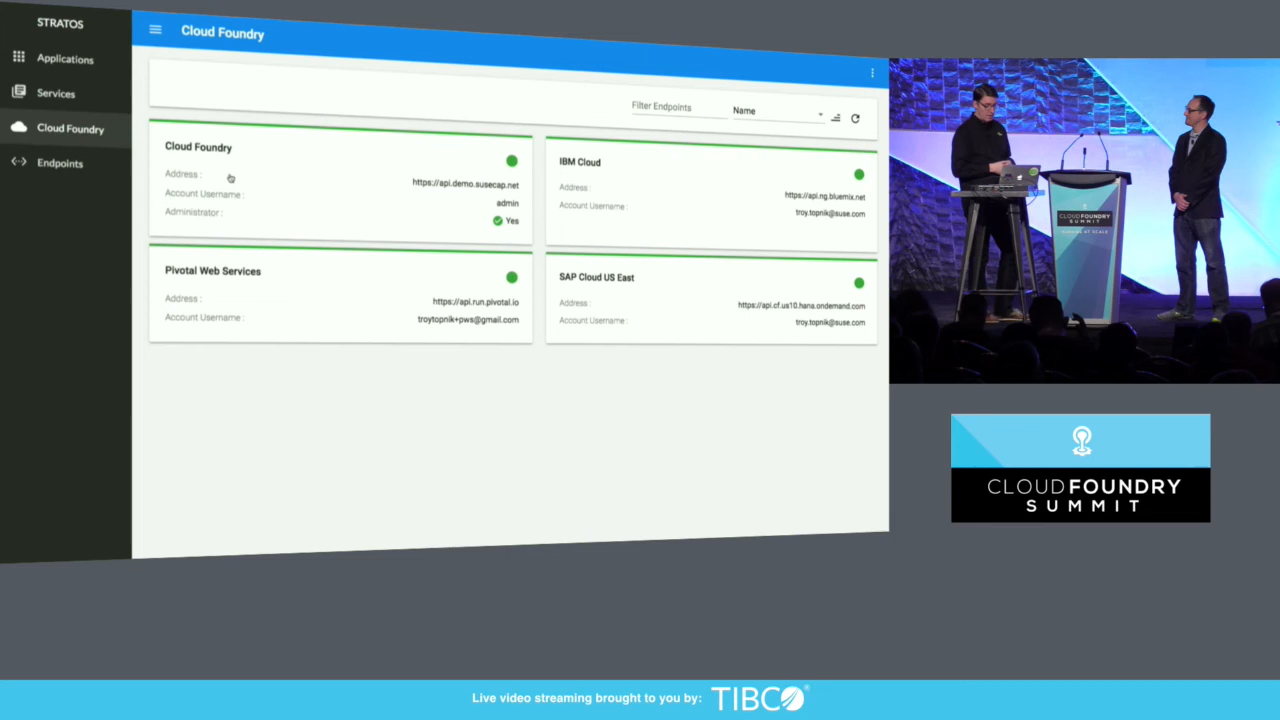 STRATOS
Applications
Services
Cloud Foundry
Endpoints
Cloud Foundry
Filter Endpoints
Name
Cloud Foundry
Address :
https://api.demo.susecap.net
Account Username :
admin
Administrator :
Yes
IBM Cloud
Address :
https://api.ng.bluemix.net
Account Username :
troy.topnik@suse.com
Pivotal Web Services
Address :
https://api.run.pivotal.io
Account Username :
troytopnik+pws@gmail.com
SAP Cloud US East
Address :
https://api.cf.us10.hana.ondemand.com
Account Username :
troy.topnik@suse.com
CLOUD FOUNDRY
SUMMIT
CLOUD FOUNDRY
SUMMIT
Live video streaming brought to you by: TIBCO®